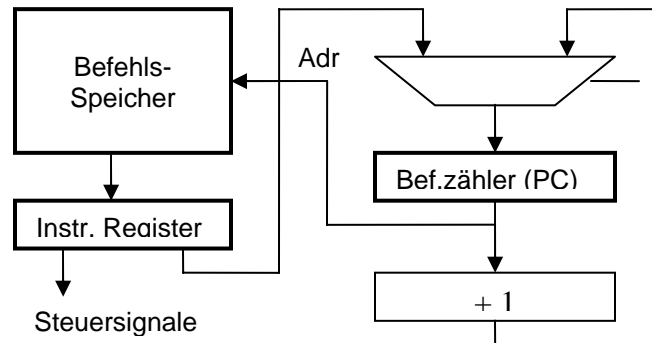 Befehls-
Speicher
Adr
Bef.zähler (PC)
Instr. Register
+ 1
Steuersignale